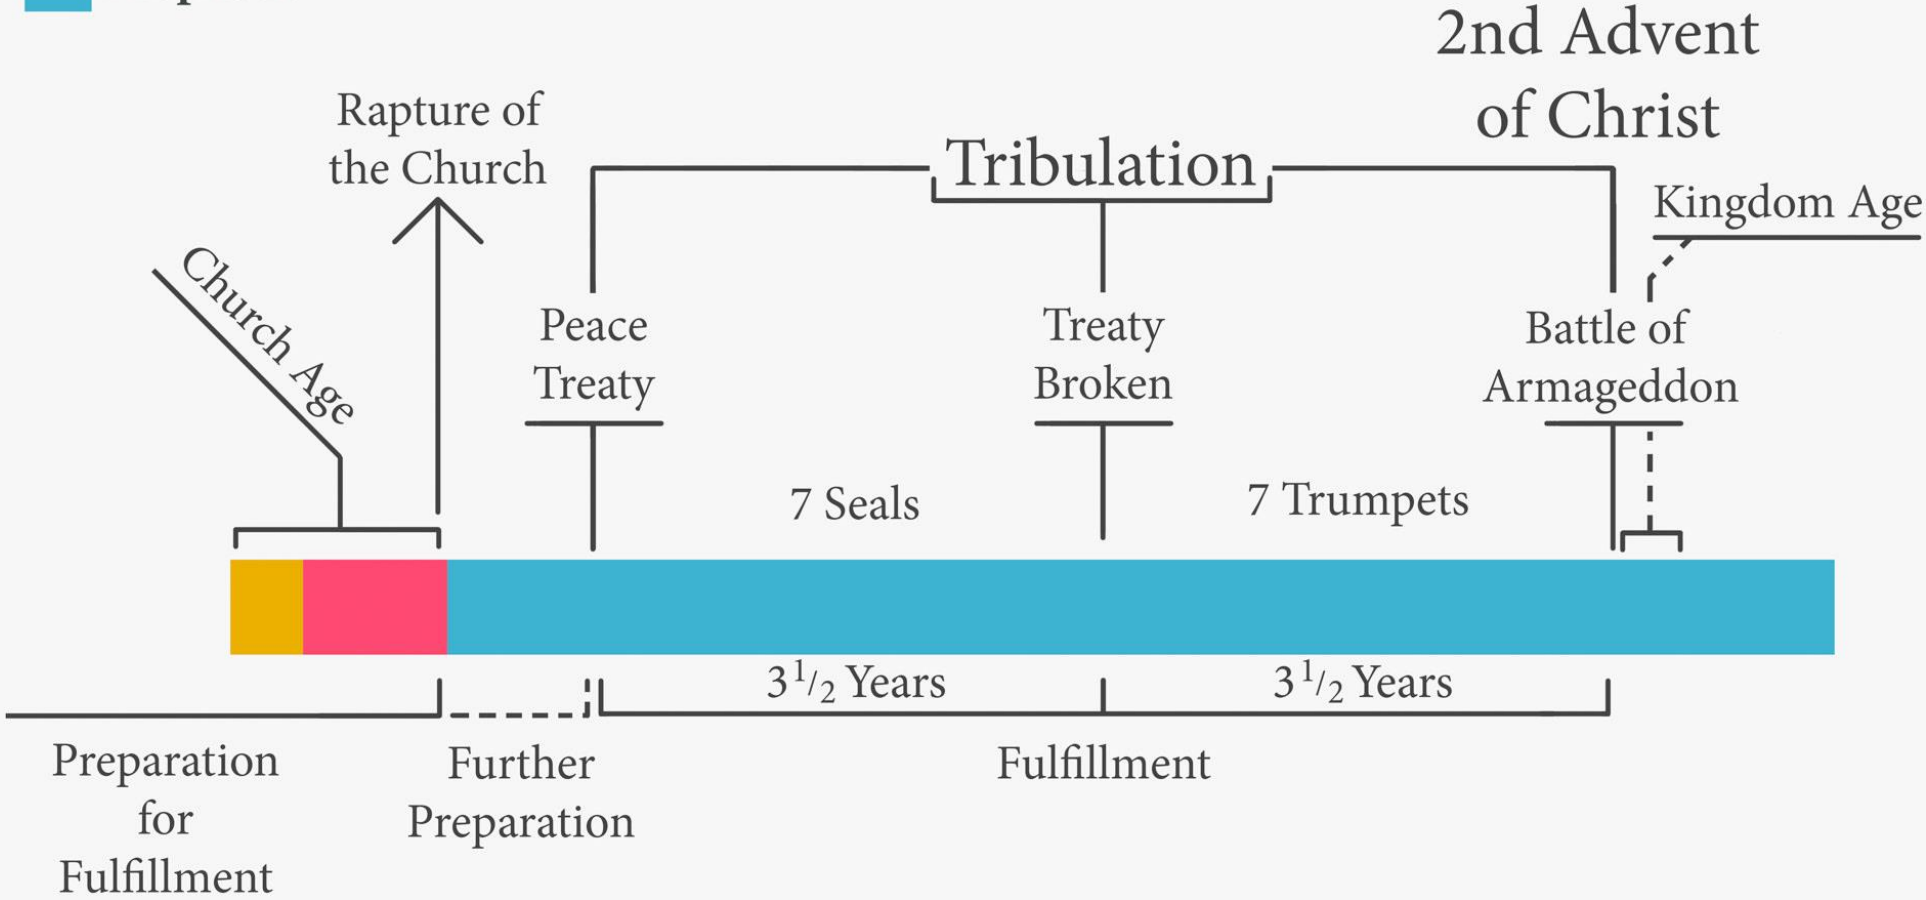 2nd Advent
of Christ
Rapture of
the Church
Tribulation
Kingdom Age
Church Age
Peace
Treaty
Treaty
Broken
Battle of
Armageddon
7 Seals
7 Trumpets
3 1/2 Years
3 1/2 Years
Preparation
for
Fulfillment
Further
Preparation
Fulfillment